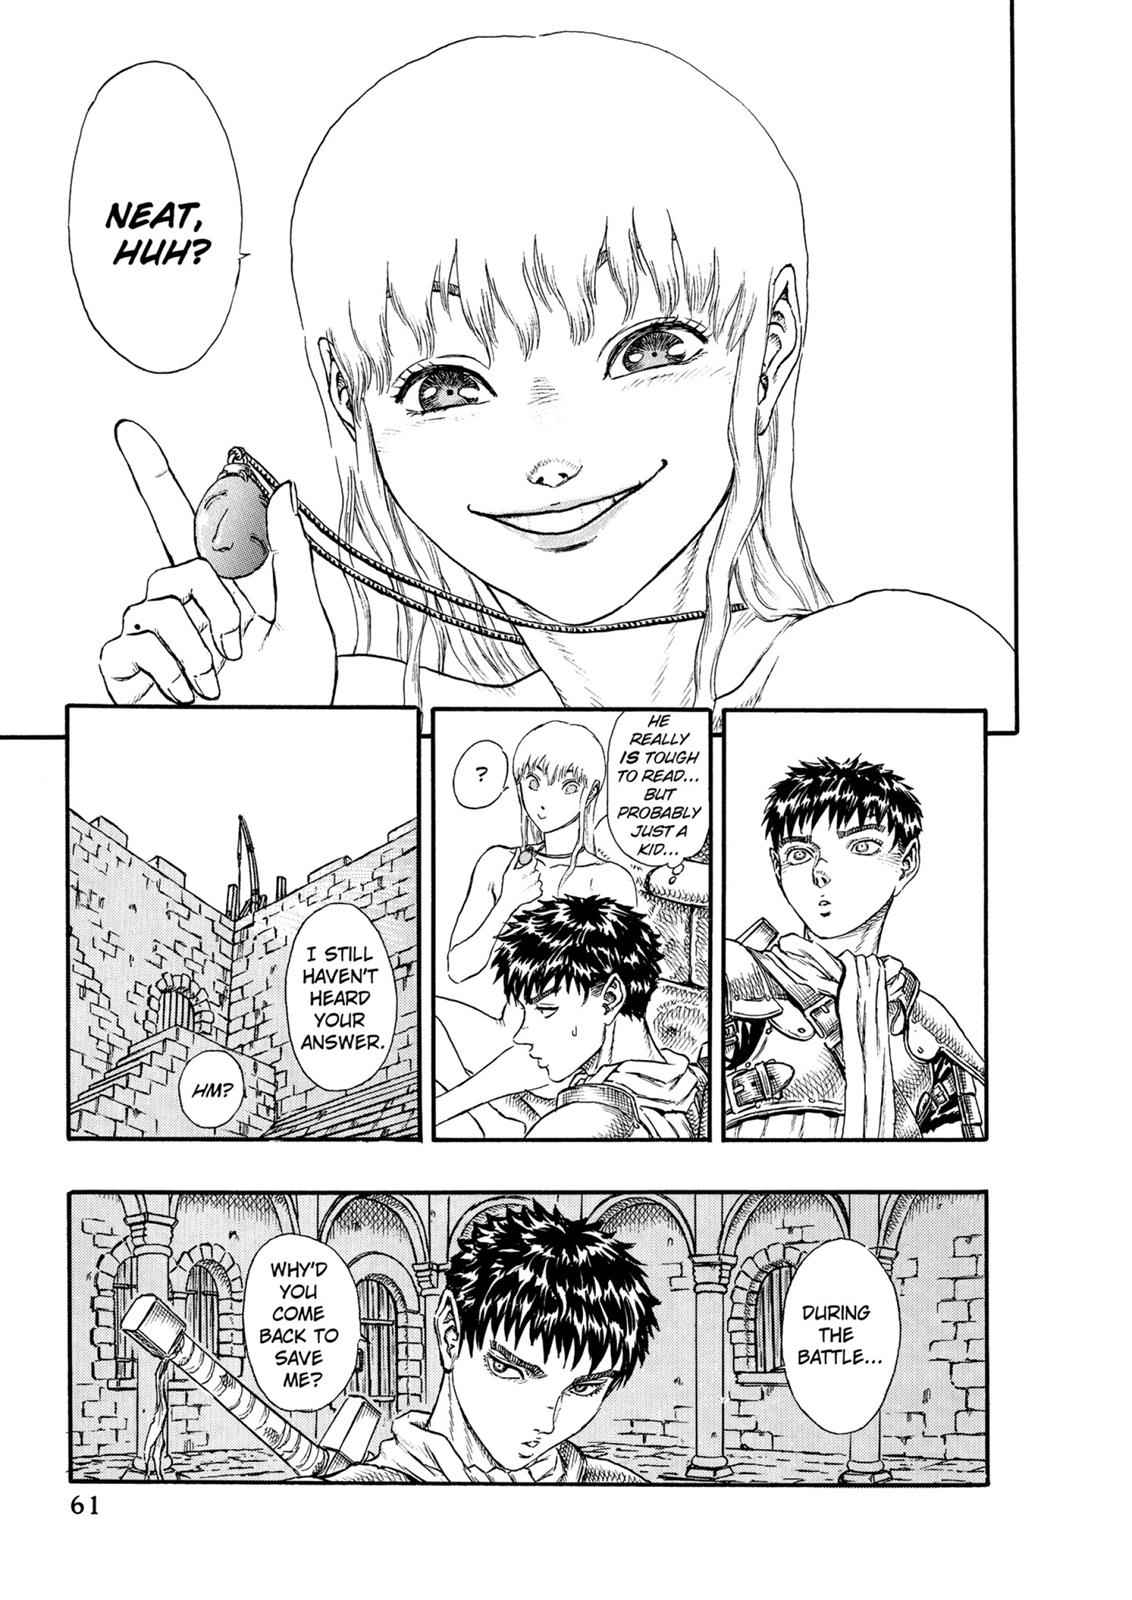 NEAT,
HUH?
HE
REALLY
IS TOUGH
TO READ...
BUT
PROBABLY
JUST A
KID...
?
I STILL
HAVEN'T
HEARD
YOUR
ANSWER.
HM?
DURING
THE
BATTLE...
WHY'D
YOU
COME
BACK TO
SAVE
ME?
61